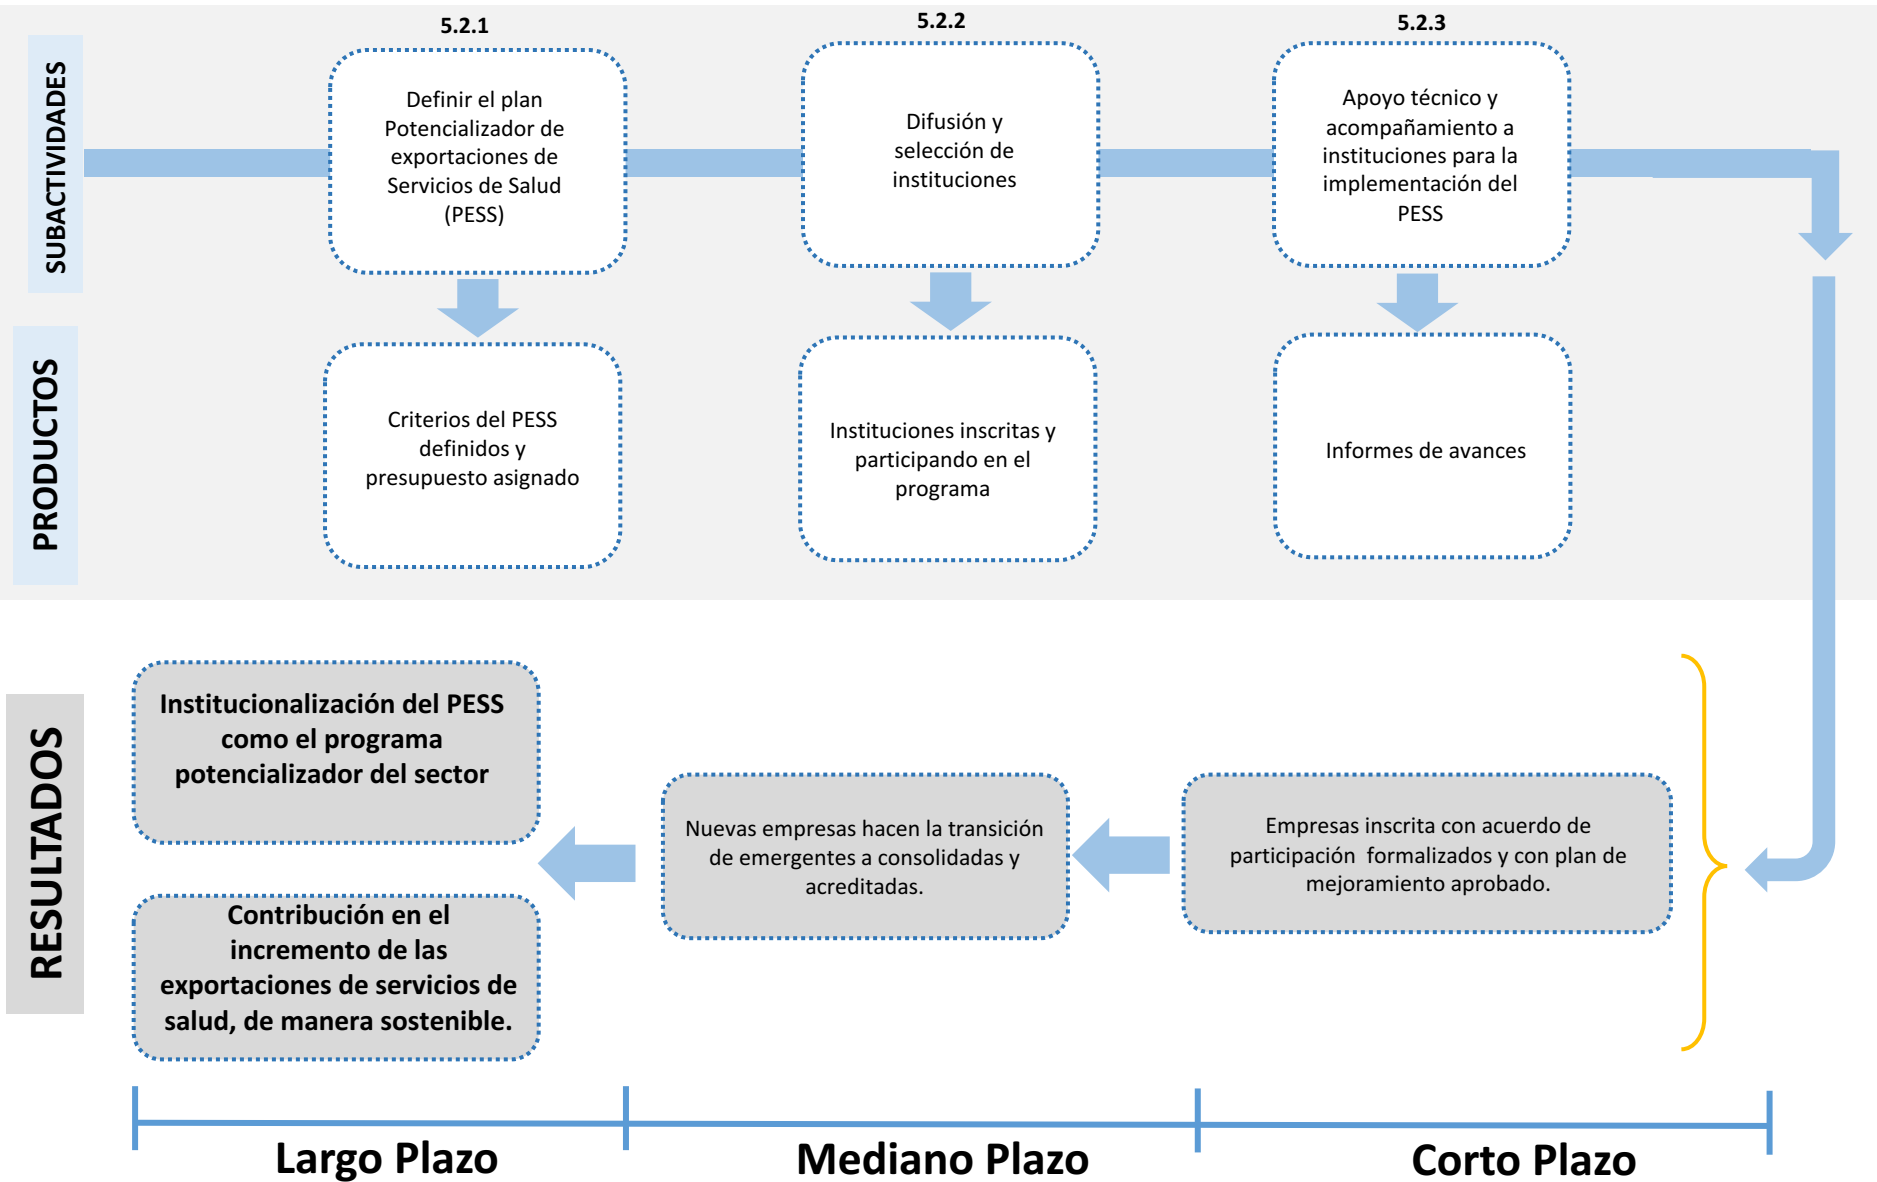 5.2.1
5.2.2
5.2.3
SUBACTIVIDADES
Definir el plan
Potencializador de
exportaciones de
Servicios de Salud
(PESS)
Difusión y
selección de
instituciones
Apoyo técnico y
acompañamiento a
instituciones para la
implementación del
PESS
PRODUCTOS
Criterios del PESS
definidos y
presupuesto asignado
Instituciones inscritas y
participando en el
programa
Informes de avances
RESULTADOS
Institucionalización del PESS
como el programa
potencializador del sector
Contribución en el
incremento de las
exportaciones de servicios de
salud, de manera sostenible.
Nuevas empresas hacen la transición
de emergentes a consolidadas y
acreditadas.
Empresas inscrita con acuerdo de
participación formalizados y con plan de
mejoramiento aprobado.
Largo Plazo
Mediano Plazo
Corto Plazo